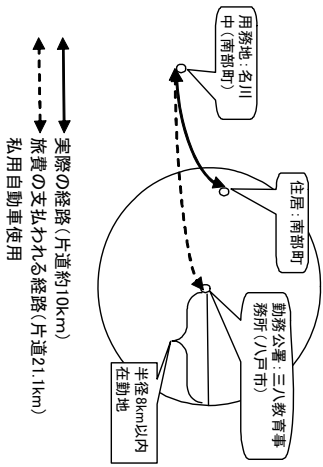 用務地：名川
中（南部町）
住居：南部町
勤務公署：三八教育事
務所（八戸市）
半径8km以内
在勤地
実際の経路（片道約10km）
旅費の支払われる経路（片道21.1km）
私用自動車使用